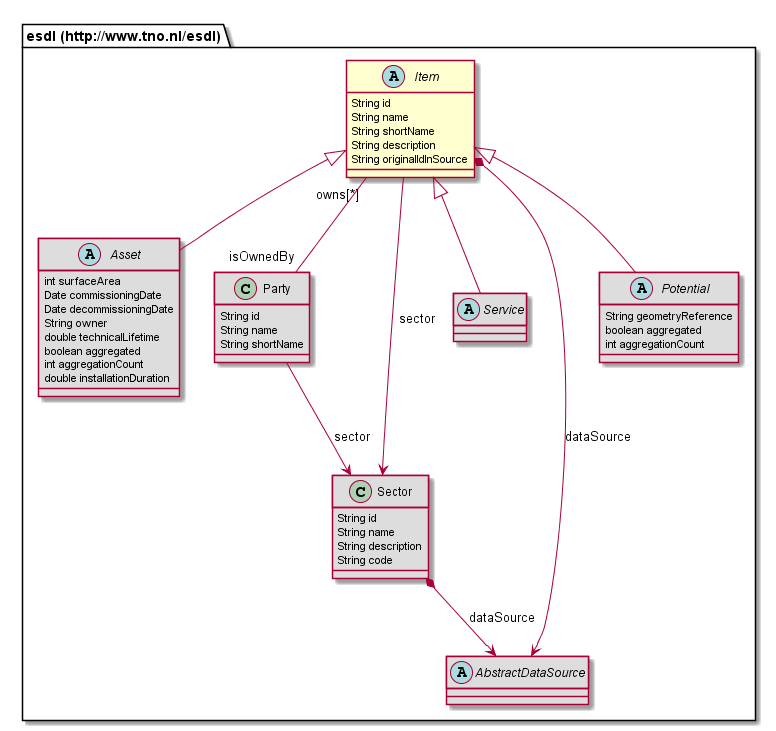 esdl (http://www.tno.nl/esdl)
A Item
String id
String name
String shortName
String description
String originalIdInSource
owns[*]
isOwnedBy
A Asset
int surfaceArea
Date commissioningDate
Date decommissioningDate
String owner
double technicalLifetime
boolean aggregated
int aggregationCount
double installationDuration
C Party
String id
String name
String shortName
sector
A Service
A Potential
String geometryReference
boolean aggregated
int aggregationCount
sector
dataSource
C Sector
String id
String name
String description
String code
dataSource
A AbstractDataSource